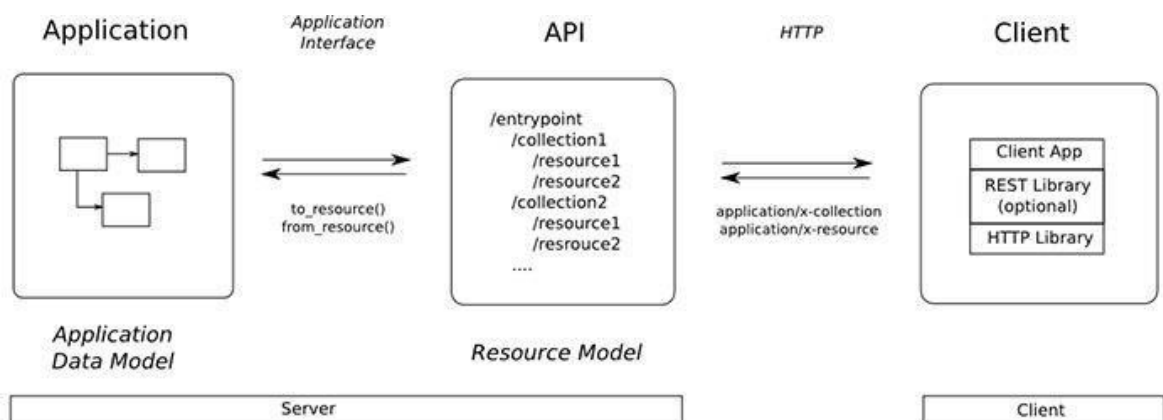 Application
Application
Interface
API
HTTP
Client
/entrypoint
/collection1
/resource1
/resource2
/collection2
/resource1
/resrouce2
....
to_resource()
from_resource()
application/x-collection
application/x-resource
Client App
REST Library
(optional)
HTTP Library
Application
Data Model
Resource Model
Server
Client